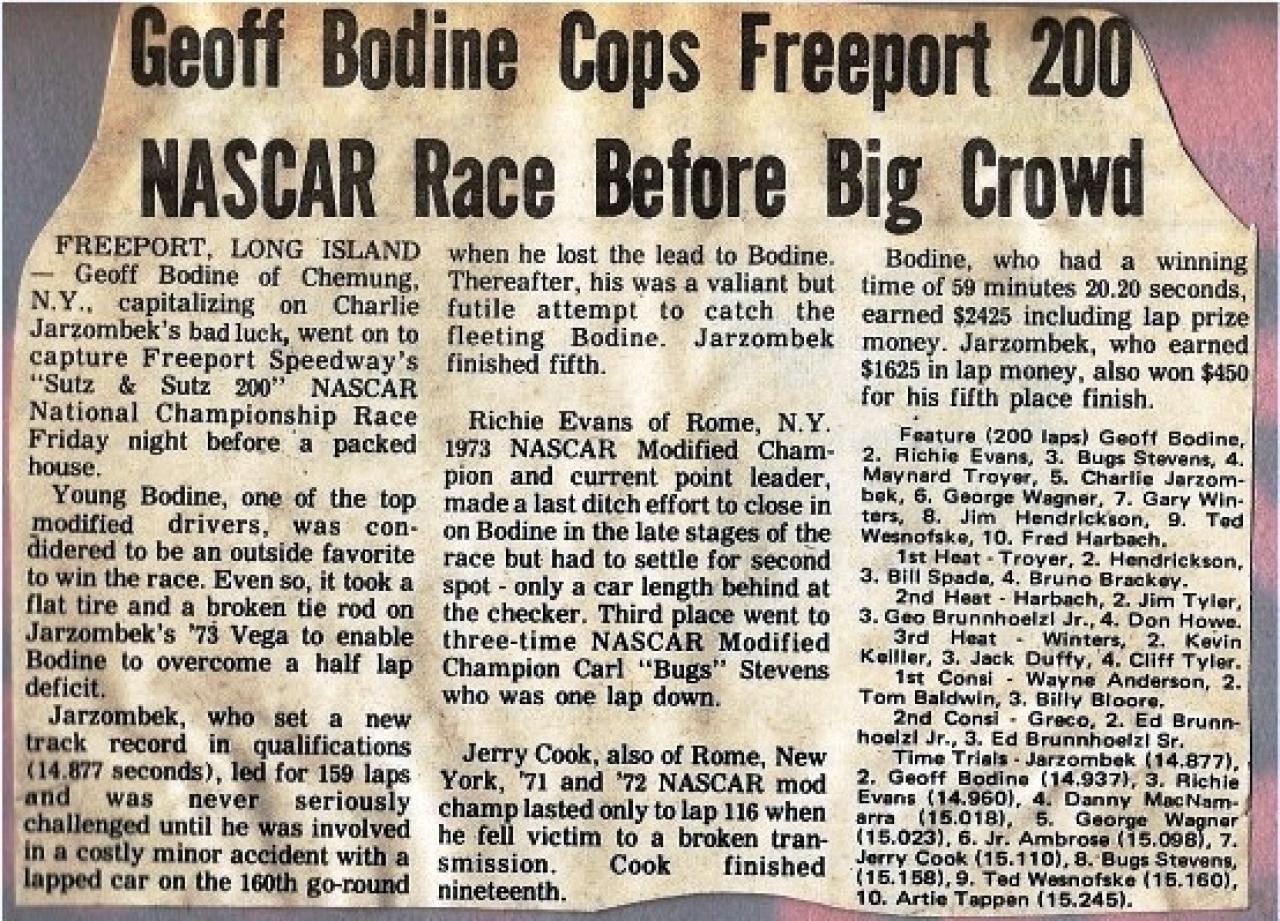 Geoff Bodine Cops Freeport 200
NASCAR Race Before Big Crowd
FREEPORT, LONG ISLAND
— Geoff Bodine of Chemung,
N.Y., capitalizing on Charlie
Jarzombek's bad luck, went on to
capture Freeport Speedway's
"Sutz & Sutz 200" NASCAR
National Championship Race
Friday night before a packed
house.
Young Bodine, one of the top
modified drivers, was con-
didered to be an outside favorite
to win the race. Even so, it took a
flat tire and a broken tie rod on
Jarzombek's '73 Vega to enable
Bodine to overcome a half lap
deficit.
Jarzombek, who set a new
track record in qualifications
(14.877 seconds), led for 159 laps
and was never seriously
challenged until he was involved
in a costly minor accident with a
lapped car on the 160th go-round
when he lost the lead to Bodine.
Thereafter, his was a valiant but
futile attempt to catch the
fleeting Bodine. Jarzombek
finished fifth.
Richie Evans of Rome, N.Y.
1973 NASCAR Modified Cham-
pion and current point leader,
made a last ditch effort to close in
on Bodine in the late stages of the
race but had to settle for second
spot - only a car length behind at
the checker. Third place went to
three-time NASCAR Modified
Champion Carl "Bugs" Stevens
who was one lap down.
Jerry Cook, also of Rome, New
York, '71 and '72 NASCAR mod
champ lasted only to lap 116 when
he fell victim to a broken tran-
smission. Cook finished
nineteenth.
Bodine, who had a winning
time of 59 minutes 20.20 seconds,
earned $2425 including lap prize
money. Jarzombek, who earned
$1625 in lap money, also won $450
for his fifth place finish.
Feature (200 laps) Geoff Bodine,
2. Richie Evans, 3. Bugs Stevens, 4.
Maynard Troyer, 5. Charlie Jarzom-
bek, 6. George Wagner, 7. Gary Win-
ters, 8. Jim Hendrickson, 9. Ted
Wesnofske, 10. Fred Harbach.
1st Heat - Troyer, 2. Hendrickson,
3. Bill Spade, 4. Bruno Brackey.
2nd Heat - Harbach, 2. Jim Tyler,
3. Geo Brunnhoelzl Jr., 4. Don Howe.
3rd Heat - Winters, 2. Kevin
Keiller, 3. Jack Duffy, 4. Cliff Tyler.
1st Consi - Wayne Anderson, 2.
Tom Baldwin, 3. Billy Bloore.
2nd Consi - Greco, 2. Ed Brunn-
hoelzl Jr., 3. Ed Brunnhoelzl Sr.
Time Trials - Jarzombek (14.877),
2. Geoff Bodine (14.937), 3. Richie
Evans (14.960), 4. Danny MacNam-
arra (15.018), 5. George Wagner
(15.023), 6. Jr. Ambrose (15.098), 7.
Jerry Cook (15.110), 8. Bugs Stevens,
(15.158), 9. Ted Wesnofske (15.160),
10. Artie Tappen (15.245).